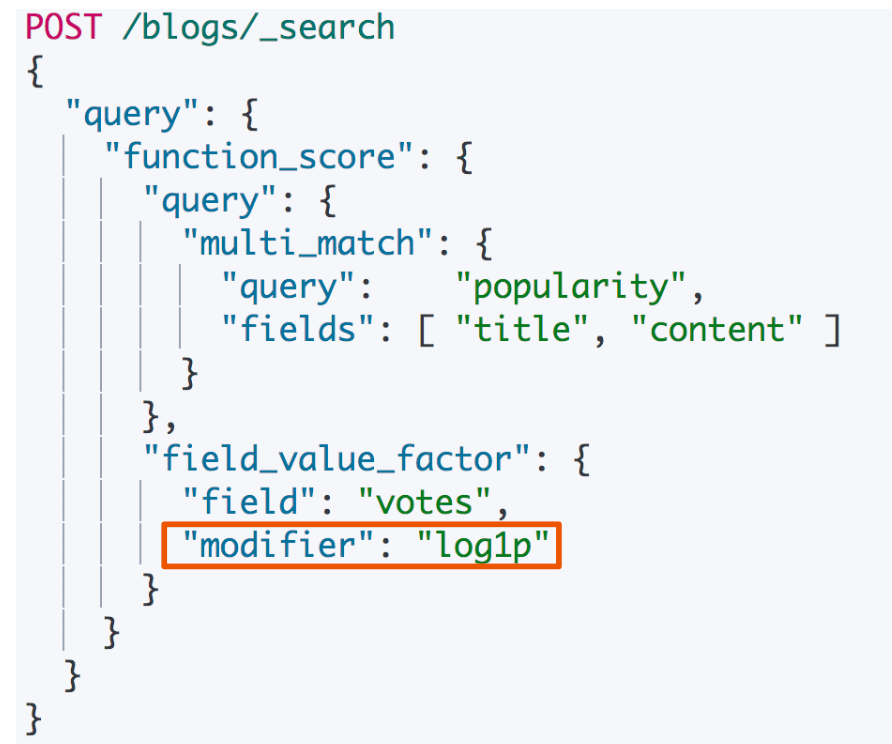 POST /blogs/_search
{
  "query": {
    "function_score": {
      "query": {
        "multi_match": {
          "query":    "popularity",
          "fields": [ "title", "content" ]
        }
      },
      "field_value_factor": {
        "field": "votes",
        "modifier": "log1p"
      }
    }
  }
}